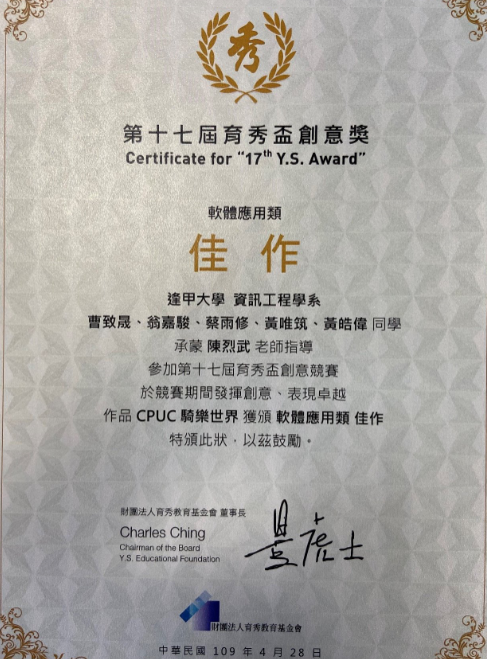 秀
第十七屆育秀盃創意獎
Certificate for “17th Y.S. Award”
軟體應用類
佳 作
逢甲大學 資訊工程學系
曹致晟、翁嘉駿、蔡雨修、黃唯筑、黃皓偉 同學
承蒙 陳烈武 老師指導
參加第十七屆育秀盃創意競賽
於競賽期間發揮創意、表現卓越
作品 CPUC 騎樂世界 獲頒 軟體應用類 佳作
特頒此狀，以茲鼓勵。
財團法人育秀教育基金會 董事長
Charles Ching
Chairman of the Board
Y.S. Educational Foundation
財團法人育秀教育基金會
中華民國 109 年 4 月 28 日